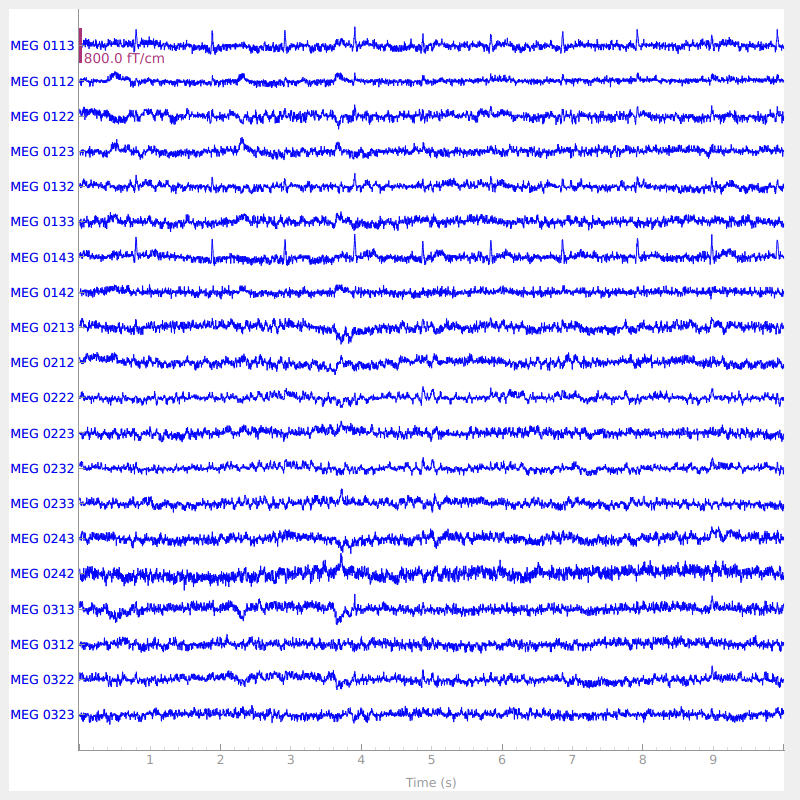 MEG 0113
800.0 fT/cm
MEG 0112
MEG 0122
MEG 0123
MEG 0132
MEG 0133
MEG 0143
MEG 0142
MEG 0213
MEG 0212
MEG 0222
MEG 0223
MEG 0232
MEG 0233
MEG 0243
MEG 0242
MEG 0313
MEG 0312
MEG 0322
MEG 0323
1 2 3 4 5 6 7 8 9
Time (s)